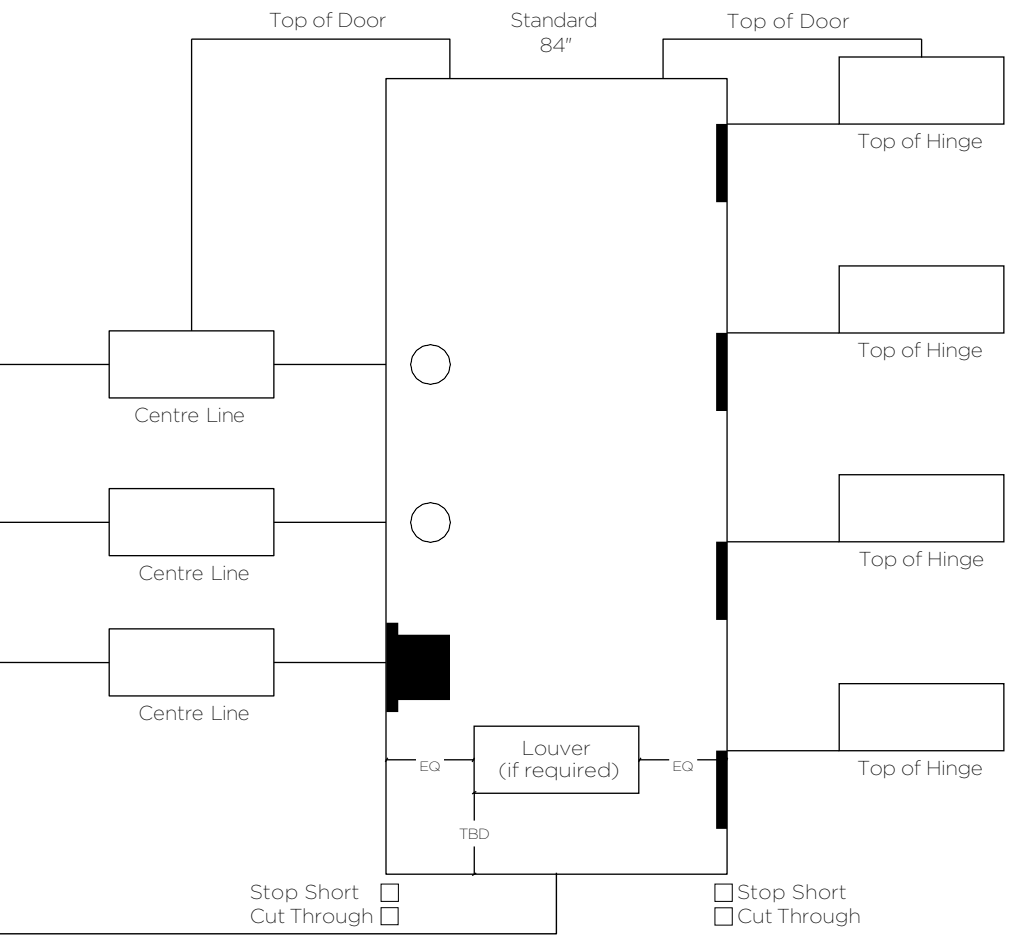 Top of Door
Standard
84"
Top of Door
Top of Hinge
Top of Hinge
Centre Line
Top of Hinge
Centre Line
Centre Line
Louver
(if required)
EQ
EQ
Top of Hinge
TBD
Stop Short
Stop Short
Cut Through
Cut Through